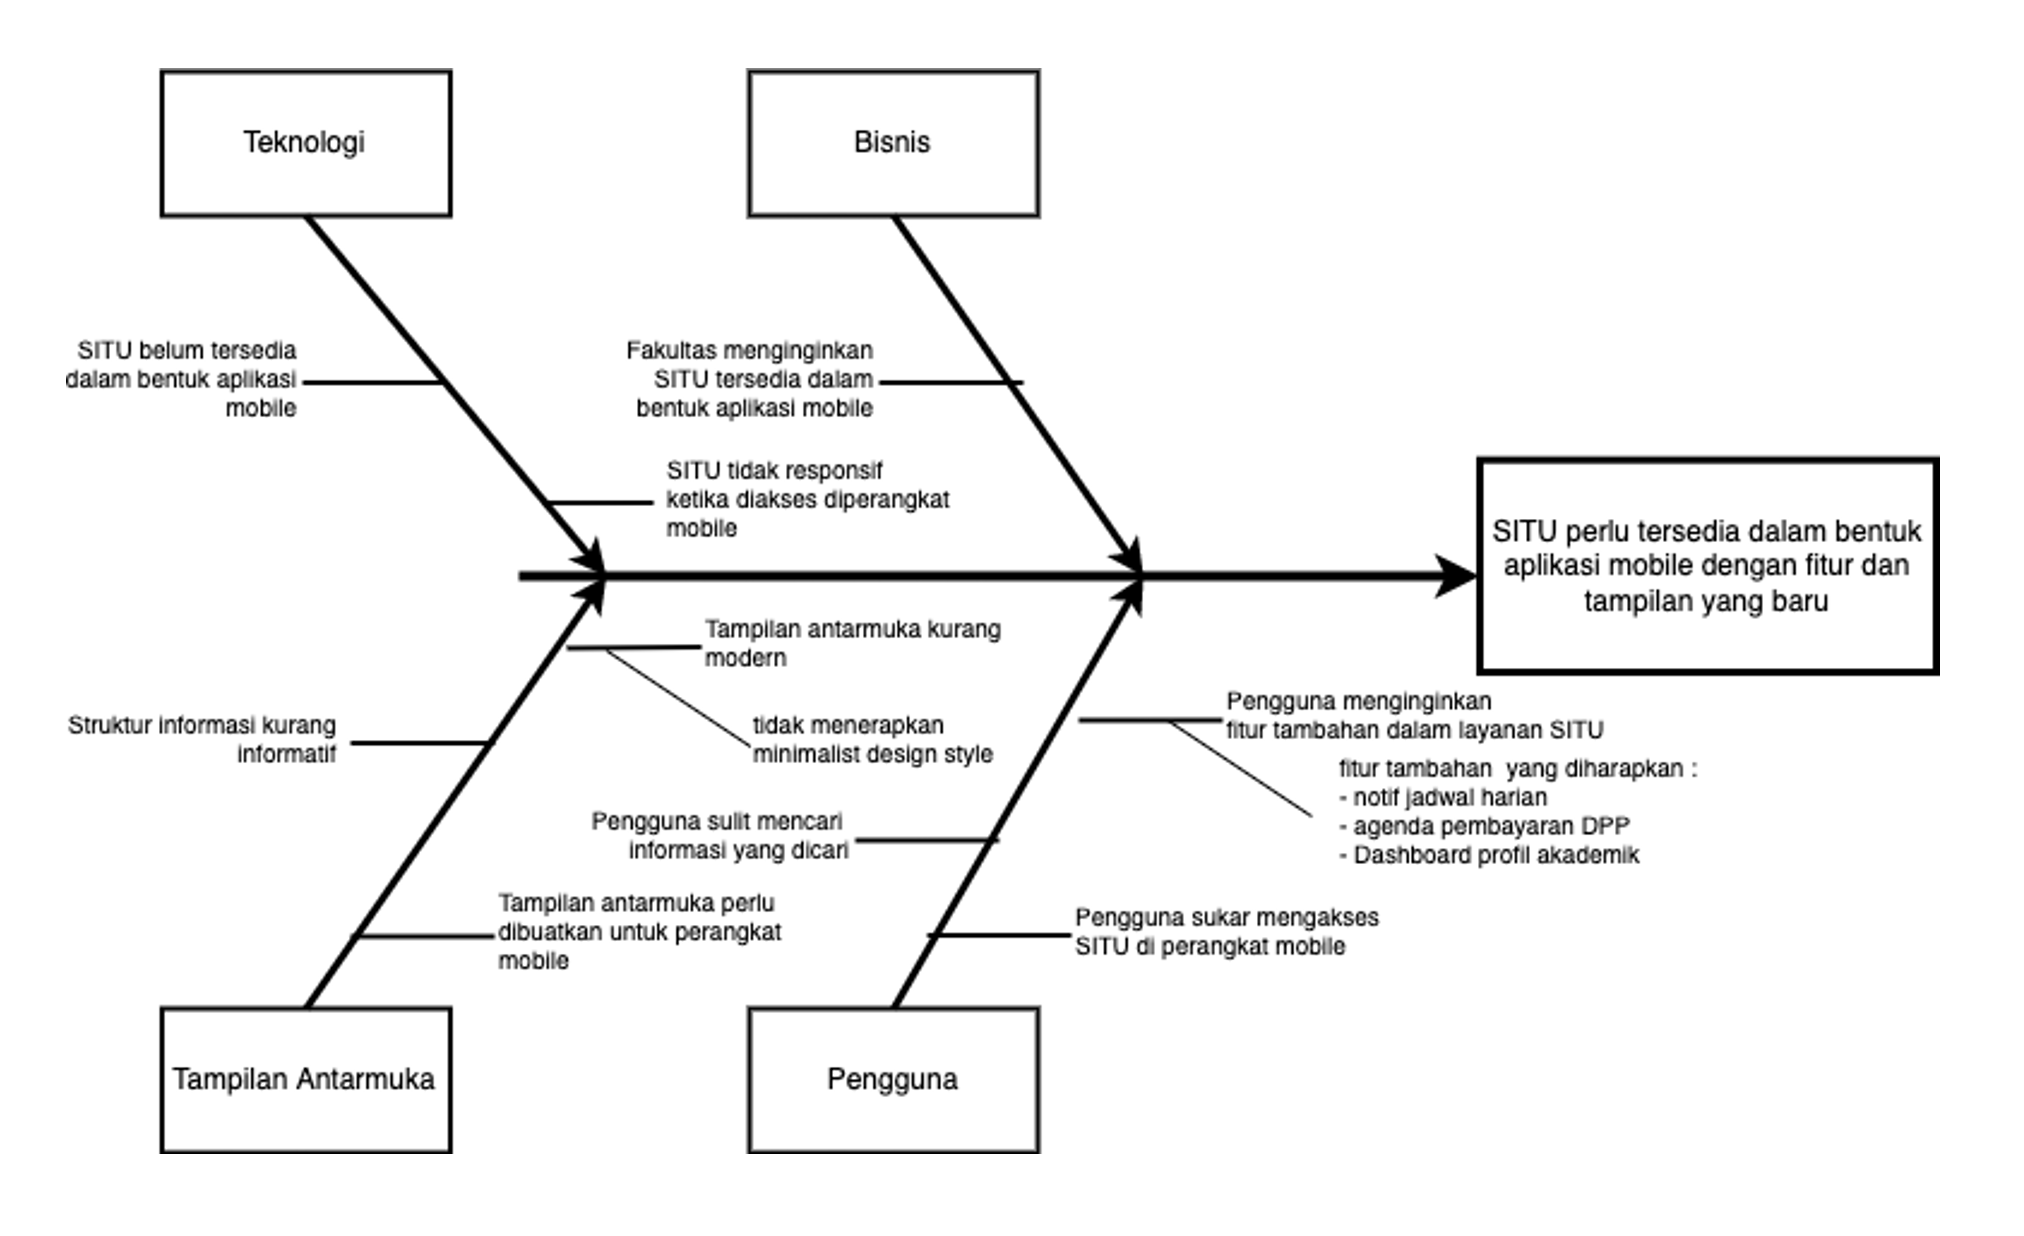 Teknologi
Bisnis
SITU belum tersedia
dalam bentuk aplikasi
mobile
Fakultas menginginkan
SITU tersedia dalam
bentuk aplikasi mobile
SITU tidak responsif
ketika diakses diperangkat
mobile
SITU perlu tersedia dalam bentuk
aplikasi mobile dengan fitur dan
tampilan yang baru
Tampilan antarmuka kurang
modern
tidak menerapkan
minimalist design style
Struktur informasi kurang
informatif
Pengguna menginginkan
fitur tambahan dalam layanan SITU
fitur tambahan  yang diharapkan :
- notif jadwal harian
- agenda pembayaran DPP
- Dashboard profil akademik
Pengguna sulit mencari
informasi yang dicari
Tampilan antarmuka perlu
dibuatkan untuk perangkat
mobile
Pengguna sukar mengakses
SITU di perangkat mobile
Tampilan Antarmuka
Pengguna